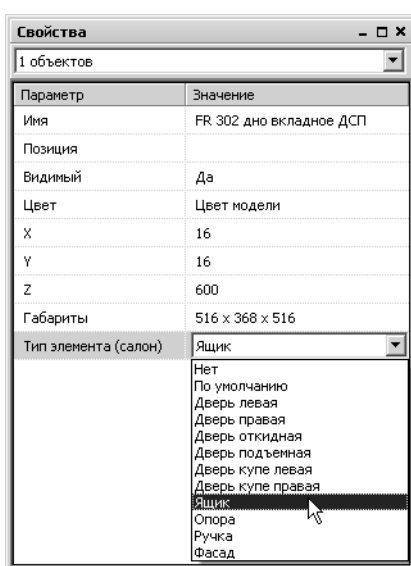 Свойства
1 объектов
Параметр Значение
Имя FR 302 дно вкладное ДСП
Позиция
Видимый Да
Цвет Цвет модели
X 16
Y 16
Z 600
Габариты 516 x 368 x 516
Тип элемента (салон) Ящик
Нет
По умолчанию
Дверь левая
Дверь правая
Дверь откидная
Дверь подъемная
Дверь купе левая
Дверь купе правая
Ящик
Опора
Ручка
Фасад